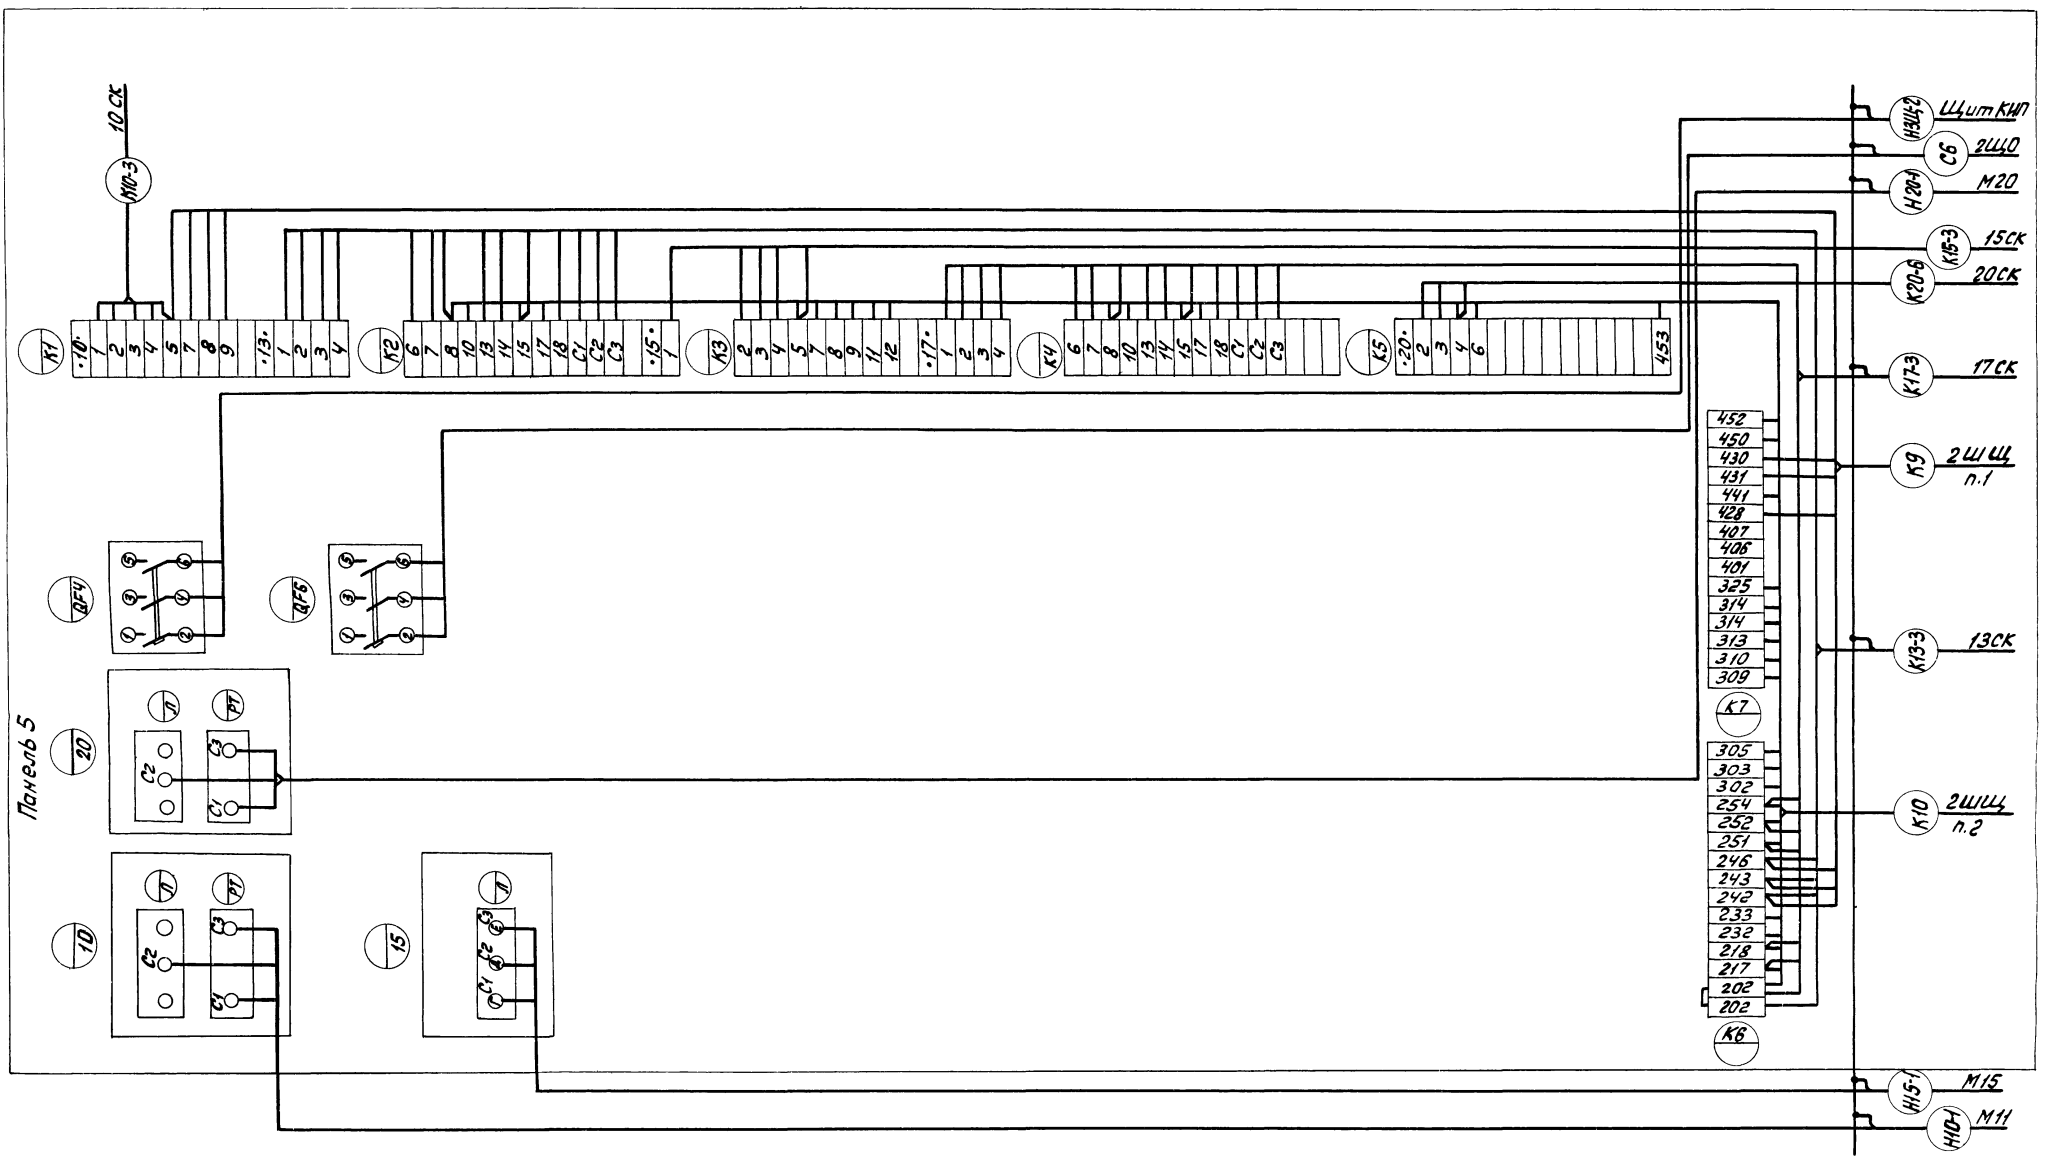 Панель 5
10СК
К10-3
К1
·10·
1
2
3
4
5
7
8
9
·13·
1
2
3
4
К2
6
7
8
10
13
14
15
17
18
С1
С2
С3
·15·
1
К3
2
3
4
5
7
8
9
11
12
·17·
1
2
3
4
К4
6
7
8
10
13
14
15
17
18
С1
С2
С3
К5
·20·
2
3
4
6
453
QF4
5
6
3
4
1
2
QF6
5
6
3
4
1
2
20
Л
РТ
С2
С3
С1
10
Л
РТ
С2
С3
С1
15
Л
С3
С2
С1
452
450
430
431
441
428
407
406
401
325
314
314
313
310
309
К7
305
303
302
254
252
251
246
243
242
233
232
218
217
202
202
К6
Н3Щ-2
Щит КИП
С6
2ЩО
Н20-1
М20
К15-3
15СК
К20-6
20СК
К17-3
17СК
К9
2ШЩ
п.1
К13-3
13СК
К10
2ШЩ
п.2
Н15-1
М15
Н10-1
М11